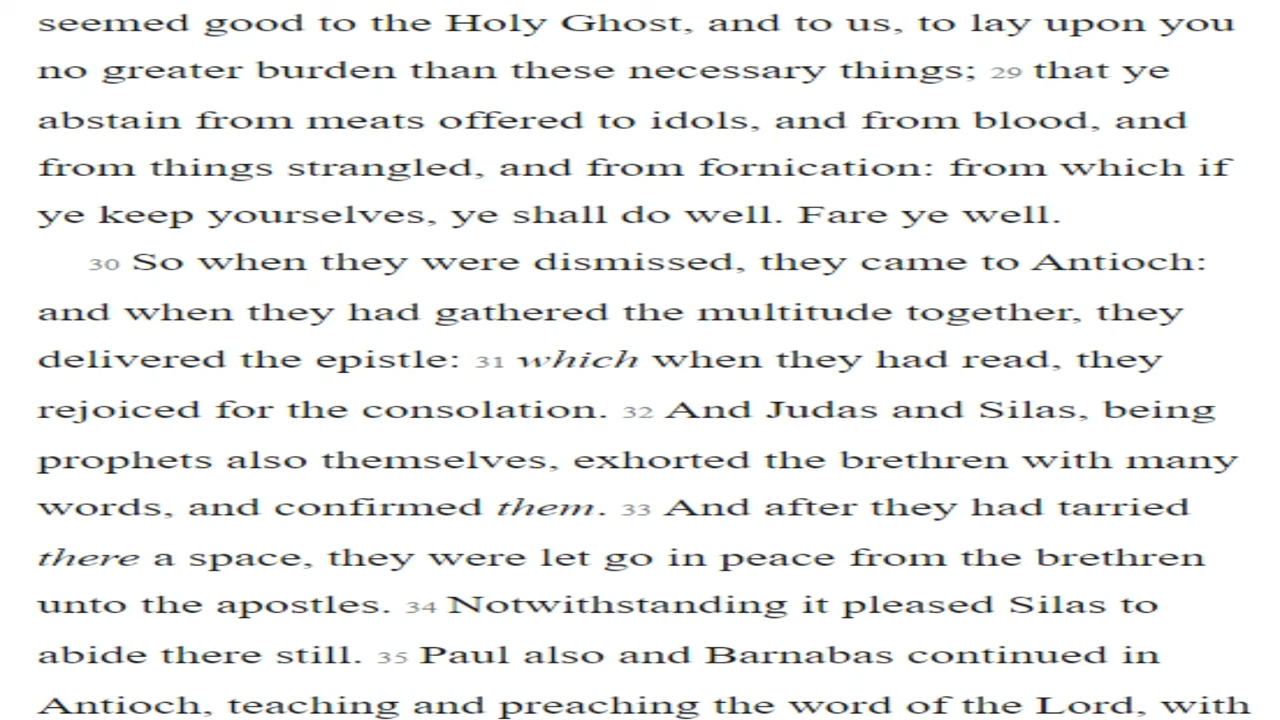 seemed good to the Holy Ghost, and to us, to lay upon you
no greater burden than these necessary things; 29 that ye
abstain from meats offered to idols, and from blood, and
from things strangled, and from fornication: from which if
ye keep yourselves, ye shall do well. Fare ye well.
30 So when they were dismissed, they came to Antioch:
and when they had gathered the multitude together, they
delivered the epistle: 31 which when they had read, they
rejoiced for the consolation. 32 And Judas and Silas, being
prophets also themselves, exhorted the brethren with many
words, and confirmed them. 33 And after they had tarried
there a space, they were let go in peace from the brethren
unto the apostles. 34 Notwithstanding it pleased Silas to
abide there still. 35 Paul also and Barnabas continued in
Antioch, teaching and preaching the word of the Lord, with